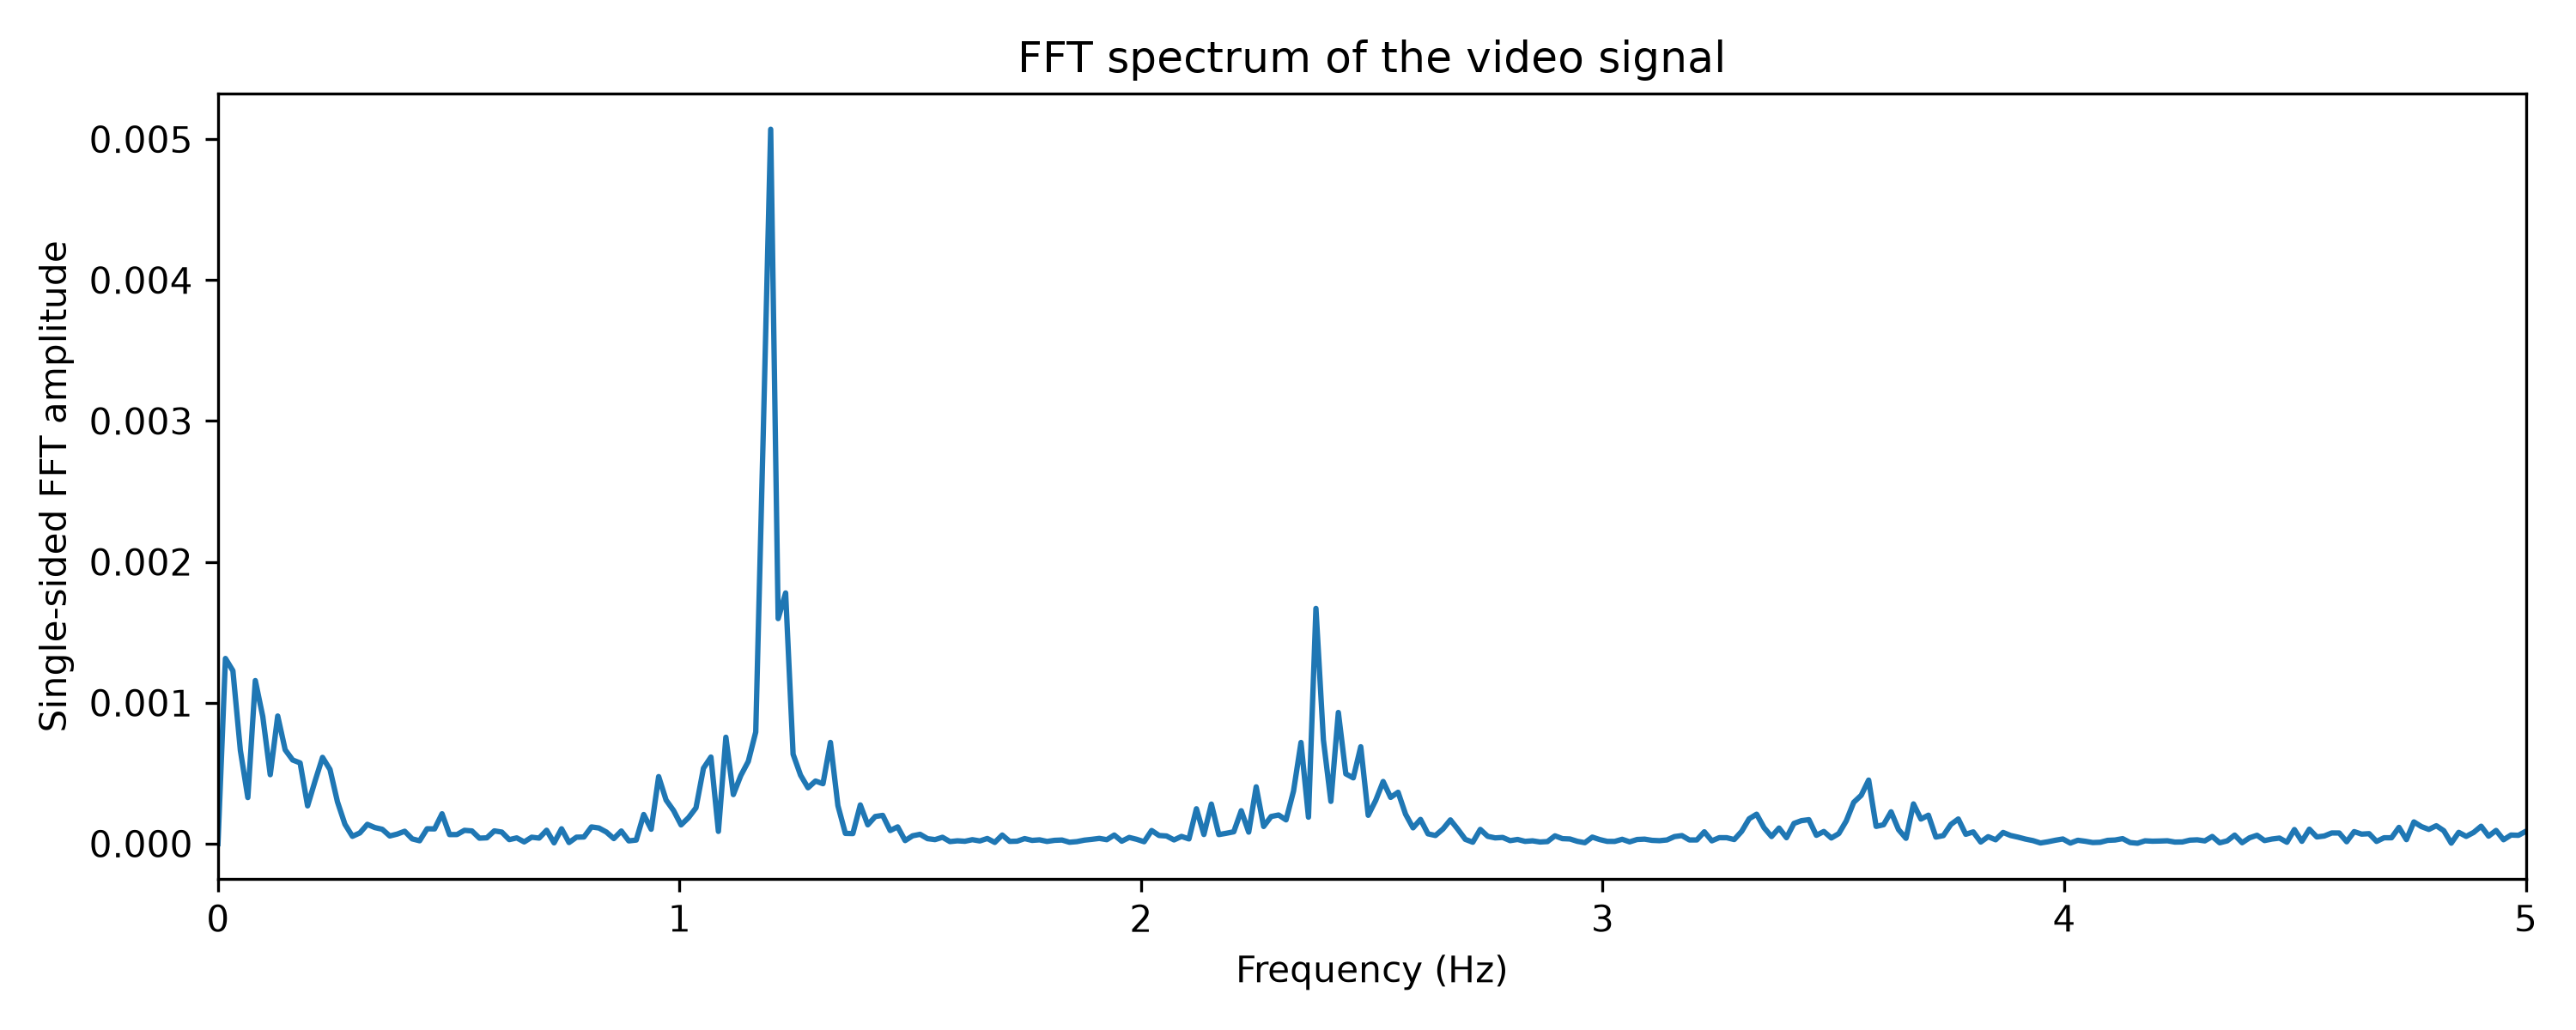 FFT spectrum of the video signal
Single-sided FFT amplitude
0.005
0.004
0.003
0.002
0.001
0.000
0 1 2 3 4 5
Frequency (Hz)